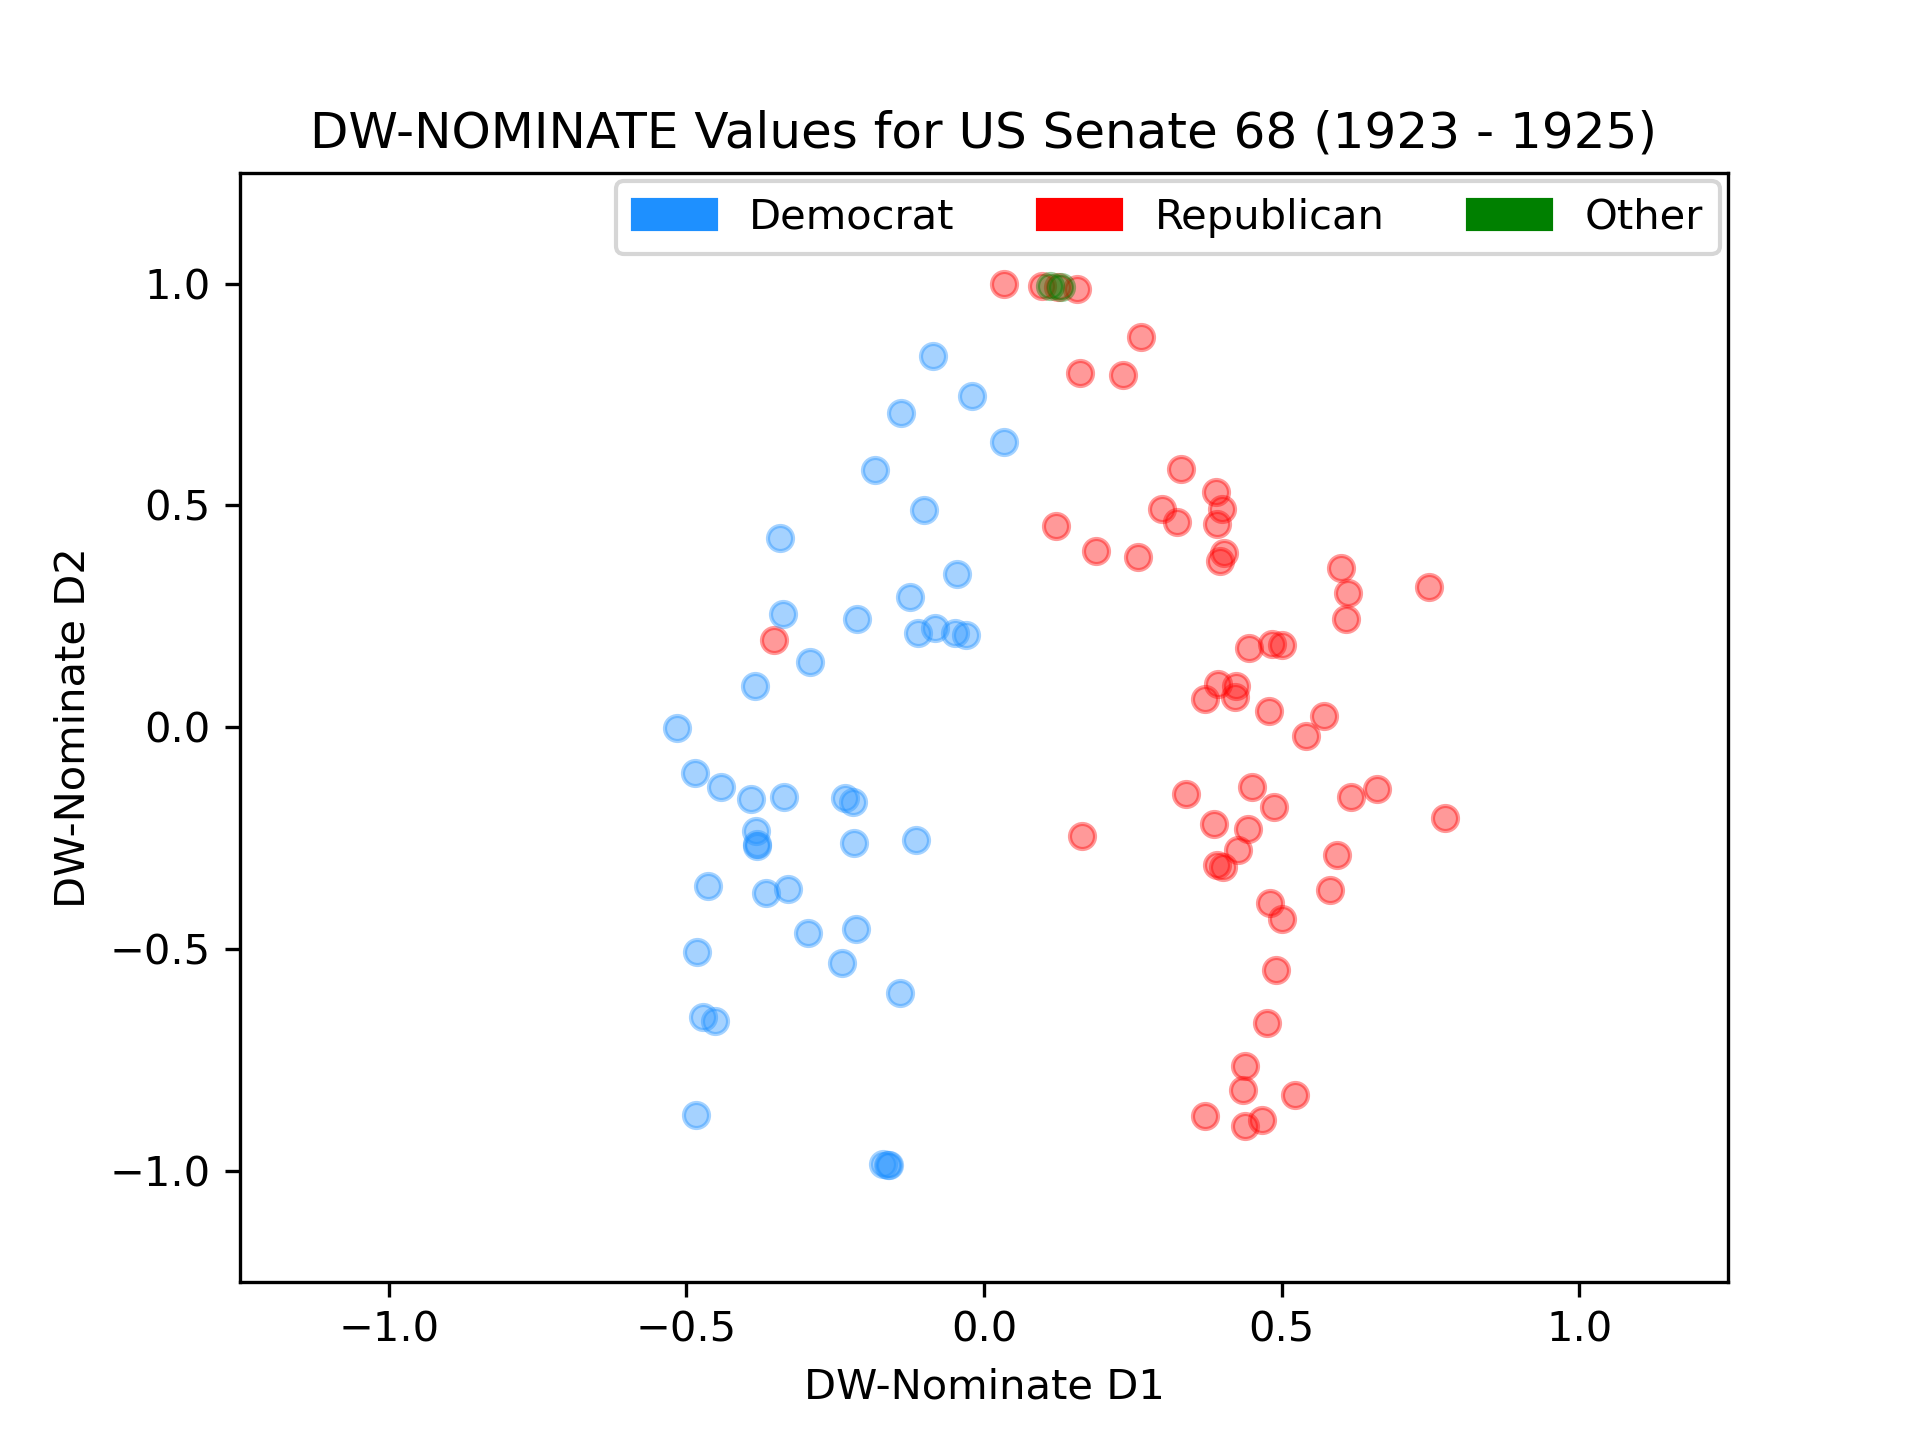 DW-NOMINATE Values for US Senate 68 (1923 - 1925)
Democrat Republican Other
1.0
0.5
0.0
−0.5
−1.0
DW-Nominate D2
−1.0 −0.5 0.0 0.5 1.0
DW-Nominate D1